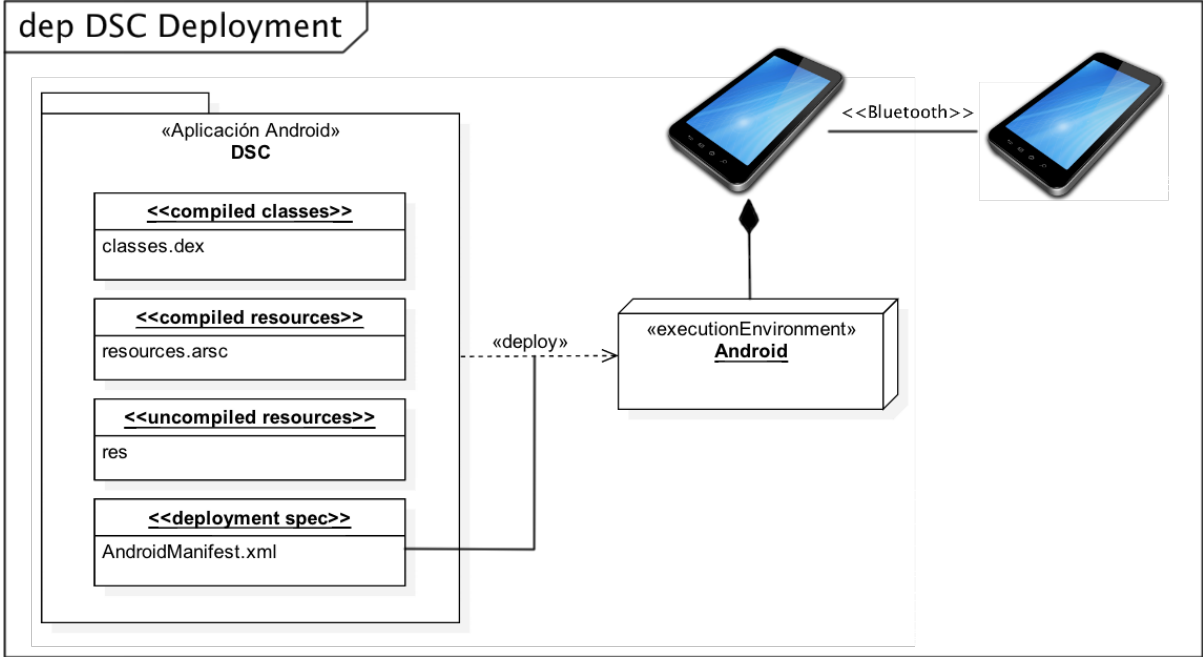 dep DSC Deployment
«Aplicación Android»
DSC
<<compiled classes>>
classes.dex
<<compiled resources>>
resources.arsc
<<uncompiled resources>>
res
<<deployment spec>>
AndroidManifest.xml
«deploy»
<<Bluetooth>>
«executionEnvironment»
Android